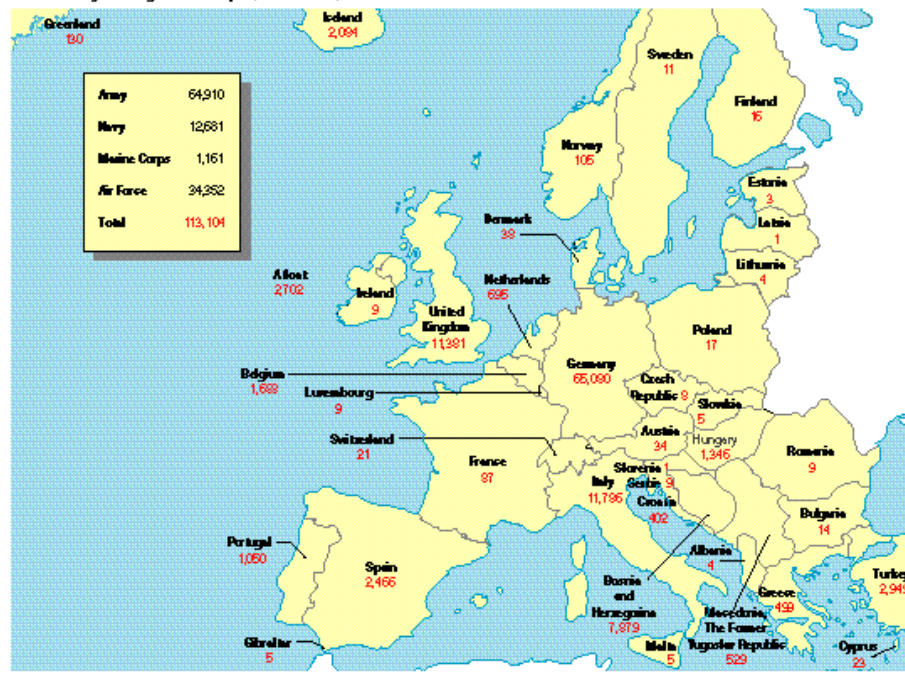 Greenland
130
Iceland
2,094
Sweden
11
Finland
16
Norway
105
Army 64,910
Navy 12,681
Marine Corps 1,161
Air Force 34,352
Total 113,104
Estonia
3
Latvia
1
Lithuania
4
Denmark
39
Netherlands
695
Afloat
2702
Ireland
9
United
Kingdom
11,381
Poland
17
Germany
65,090
Belgium
Luxembourg
9
Czech
Republic 8
Slovakia
5
Switzerland
21
Austria
34
Hungary
1,346
Romania
9
France
87
Slovenia 1
Serbia 9
Italy
11,796
Croatia
402
Bulgaria
14
Portugal
1,050
Spain
2,466
Albania
4
Bosnia
and
Herzegovina
7,979
Greece
499
Turkey
2,949
Macedonia,
The Former
Yugoslav Republic
529
Gibraltar
5
Malta
5
Cyprus
23